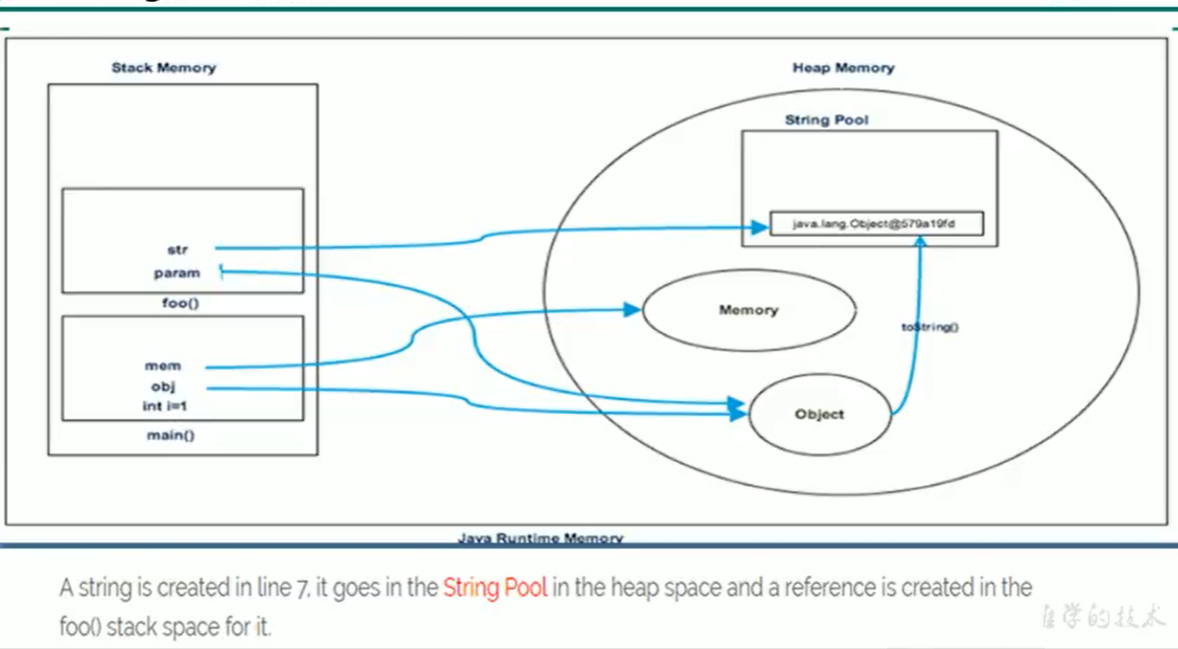 Stack Memory
Heap Memory
String Pool
java.lang.Object@579a19fd
str
param
foo()
Memory
toString()
mem
obj
int i=1
Object
main()
Java Runtime Memory
A string is created in line 7, it goes in the String Pool in the heap space and a reference is created in the
foo() stack space for it.
自学的技术